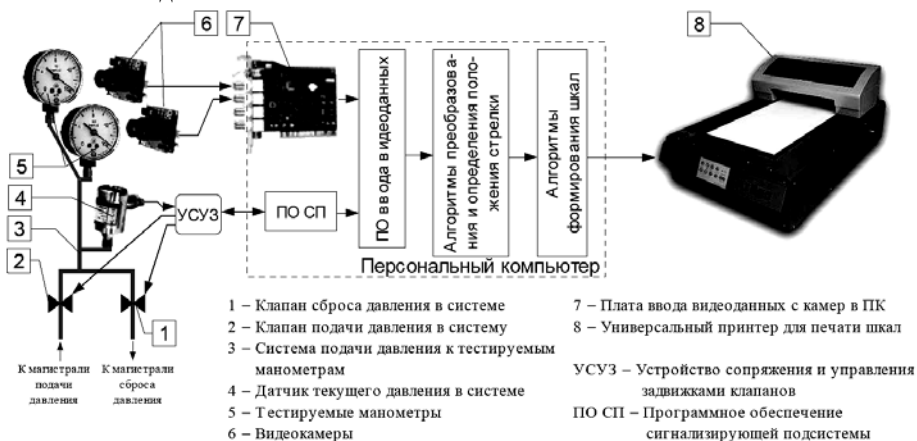 6
7
8
5
4
3
2
1
УСУЗ
ПО СП
ПО ввода видеоданных
Алгоритмы преобразова-
ния и определения поло-
жения стрелки
Алгоритмы
формирования шкал
Персональный компьютер
К магистрали
подачи
давления
К магистрали
сброса
давления
1 – Клапан сброса давления в системе
2 – Клапан подачи давления в систему
3 – Система подачи давления к тестируемым
манометрам
4 – Датчик текущего давления в системе
5 – Тестируемые манометры
6 – Видеокамеры
7 – Плата ввода видеоданных с камер в ПК
8 – Универсальный принтер для печати шкал
УСУЗ – Устройство сопряжения и управления
задвижками клапанов
ПО СП – Программное обеспечение
сигнализирующей подсистемы